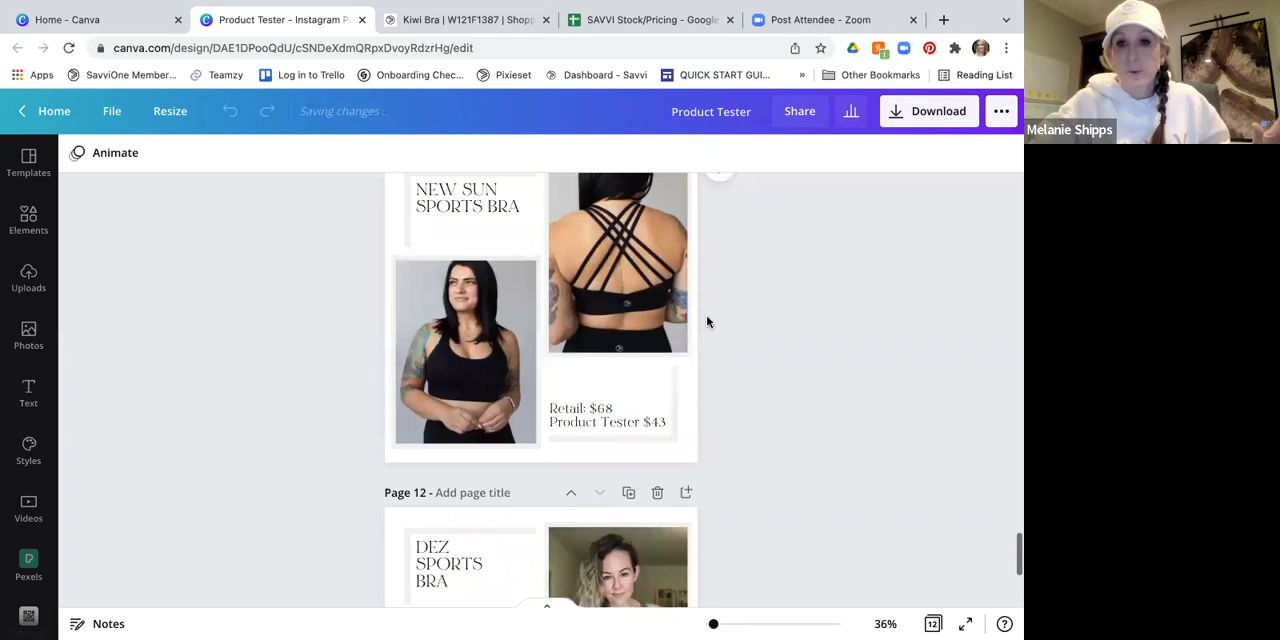 Home - Canva
Product Tester - Instagram P
Kiwi Bra | W121F1387 | Shopp
SAVVI Stock/Pricing - Google
Post Attendee - Zoom
canva.com/design/DAE1DPooQdU/cSNDeXdmQRpxDvoyRdzrHg/edit
Apps
SavviOne Member...
Teamzy
Log in to Trello
Onboarding Chec...
Pixieset
Dashboard - Savvi
QUICK START GUI...
»
Other Bookmarks
Reading List
Home
File
Resize
Saving changes...
Product Tester
Share
Download
Melanie Shipps
Templates
Elements
Uploads
Photos
Text
Styles
Videos
Pexels
Animate
NEW SUN
SPORTS BRA
Retail: $68
Product Tester $43
Page 12 - Add page title
DEZ
SPORTS
BRA
Notes
36%
12